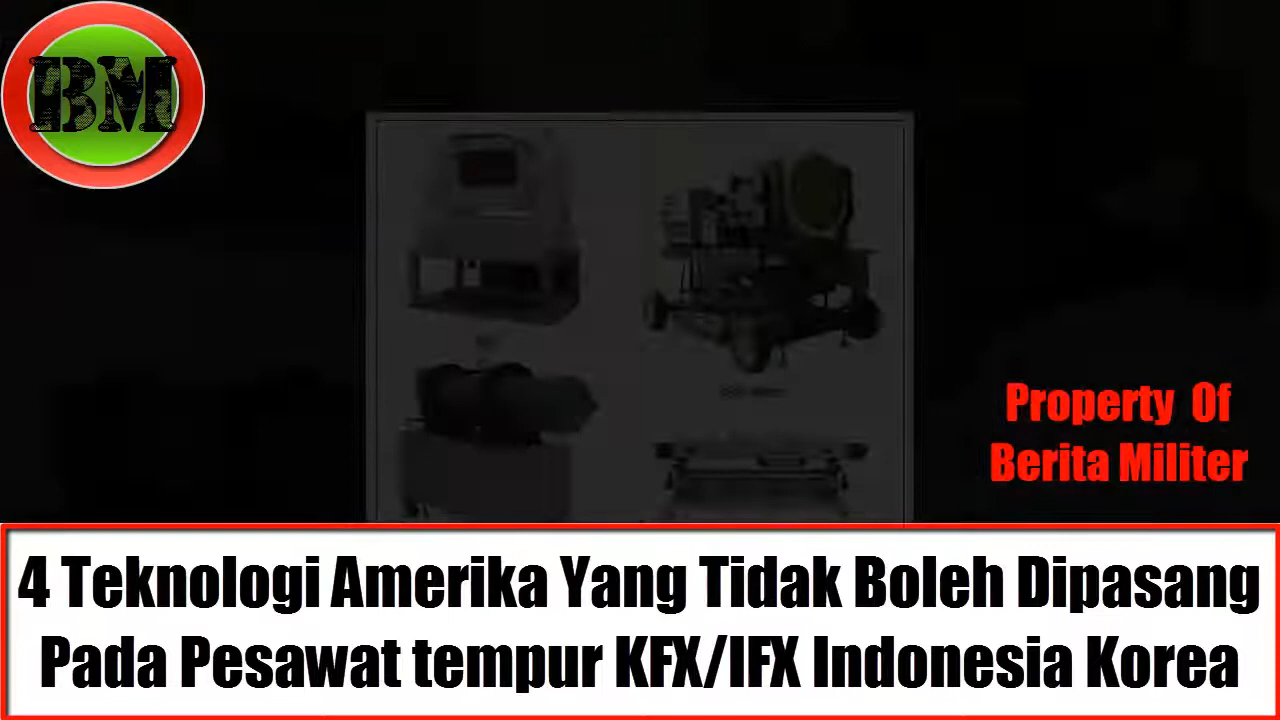 BM
Property Of
Berita Militer
4 Teknologi Amerika Yang Tidak Boleh Dipasang
Pada Pesawat tempur KFX/IFX Indonesia Korea